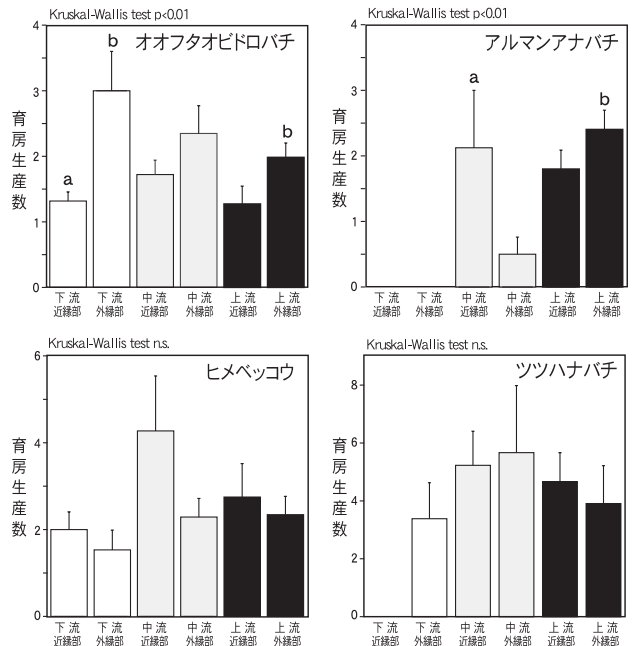 Kruskal-Wallis test p<0.01
オオフタオビドロバチ
育房生産数
4
3
2
1
0
a
b
b
下 流
近縁部
下 流
外縁部
中 流
近縁部
中 流
外縁部
上 流
近縁部
上 流
外縁部
Kruskal-Wallis test p<0.01
アルマンアナバチ
育房生産数
4
3
2
1
0
a
b
下 流
近縁部
下 流
外縁部
中 流
近縁部
中 流
外縁部
上 流
近縁部
上 流
外縁部
Kruskal-Wallis test n.s.
ヒメベッコウ
育房生産数
6
4
2
0
下 流
近縁部
下 流
外縁部
中 流
近縁部
中 流
外縁部
上 流
近縁部
上 流
外縁部
Kruskal-Wallis test n.s.
ツツハナバチ
育房生産数
8
6
4
2
0
下 流
近縁部
下 流
外縁部
中 流
近縁部
中 流
外縁部
上 流
近縁部
上 流
外縁部